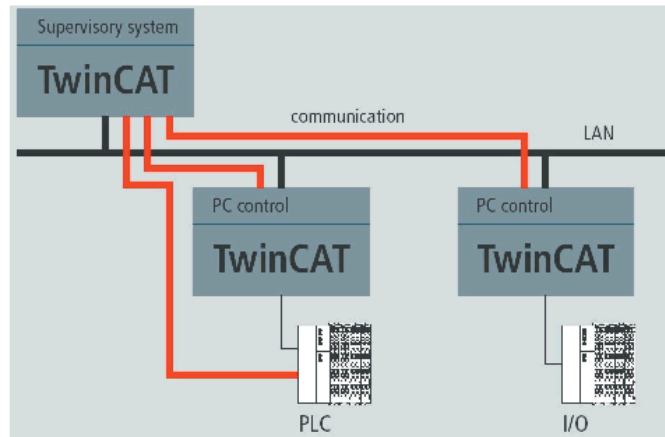 Supervisory system
TwinCAT
communication
LAN
PC control
TwinCAT
PC control
TwinCAT
PLC
I/O